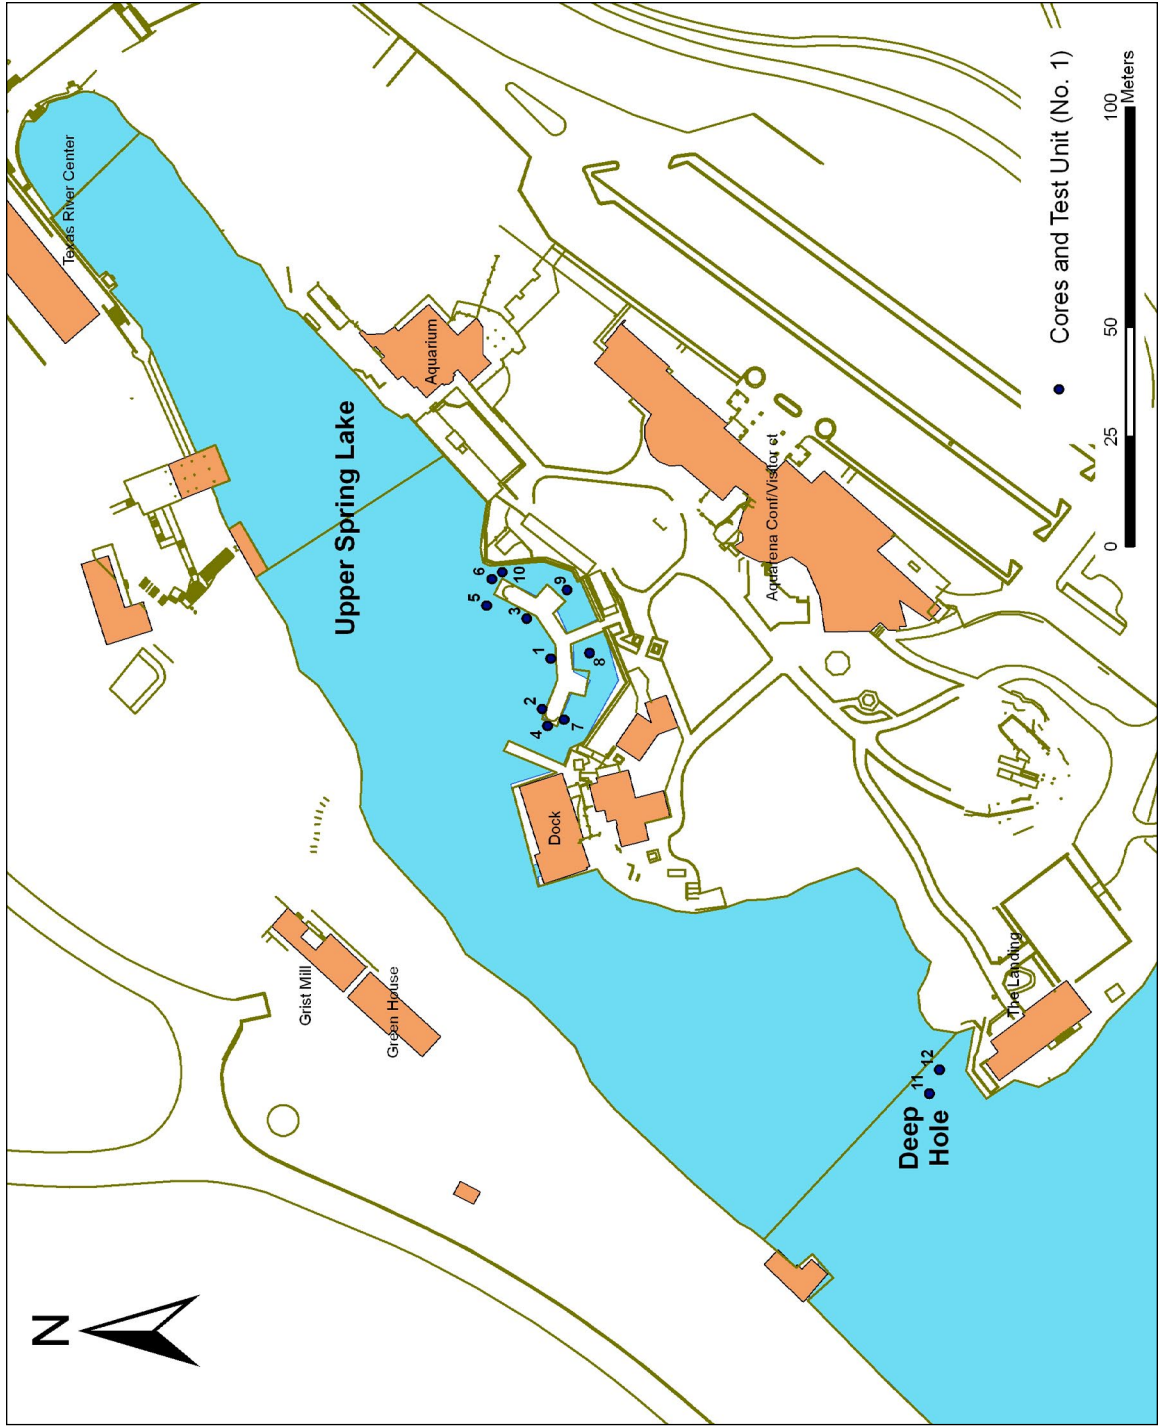 N
Texas River Center
Upper Spring Lake
Aquarium
Grist Mill
Green House
Dock
1
2
3
4
5
6
7
8
9
10
Aquarena Conf/Visitor ct
Deep
Hole
11
12
The Landing
Cores and Test Unit (No. 1)
0
25
50
100
Meters